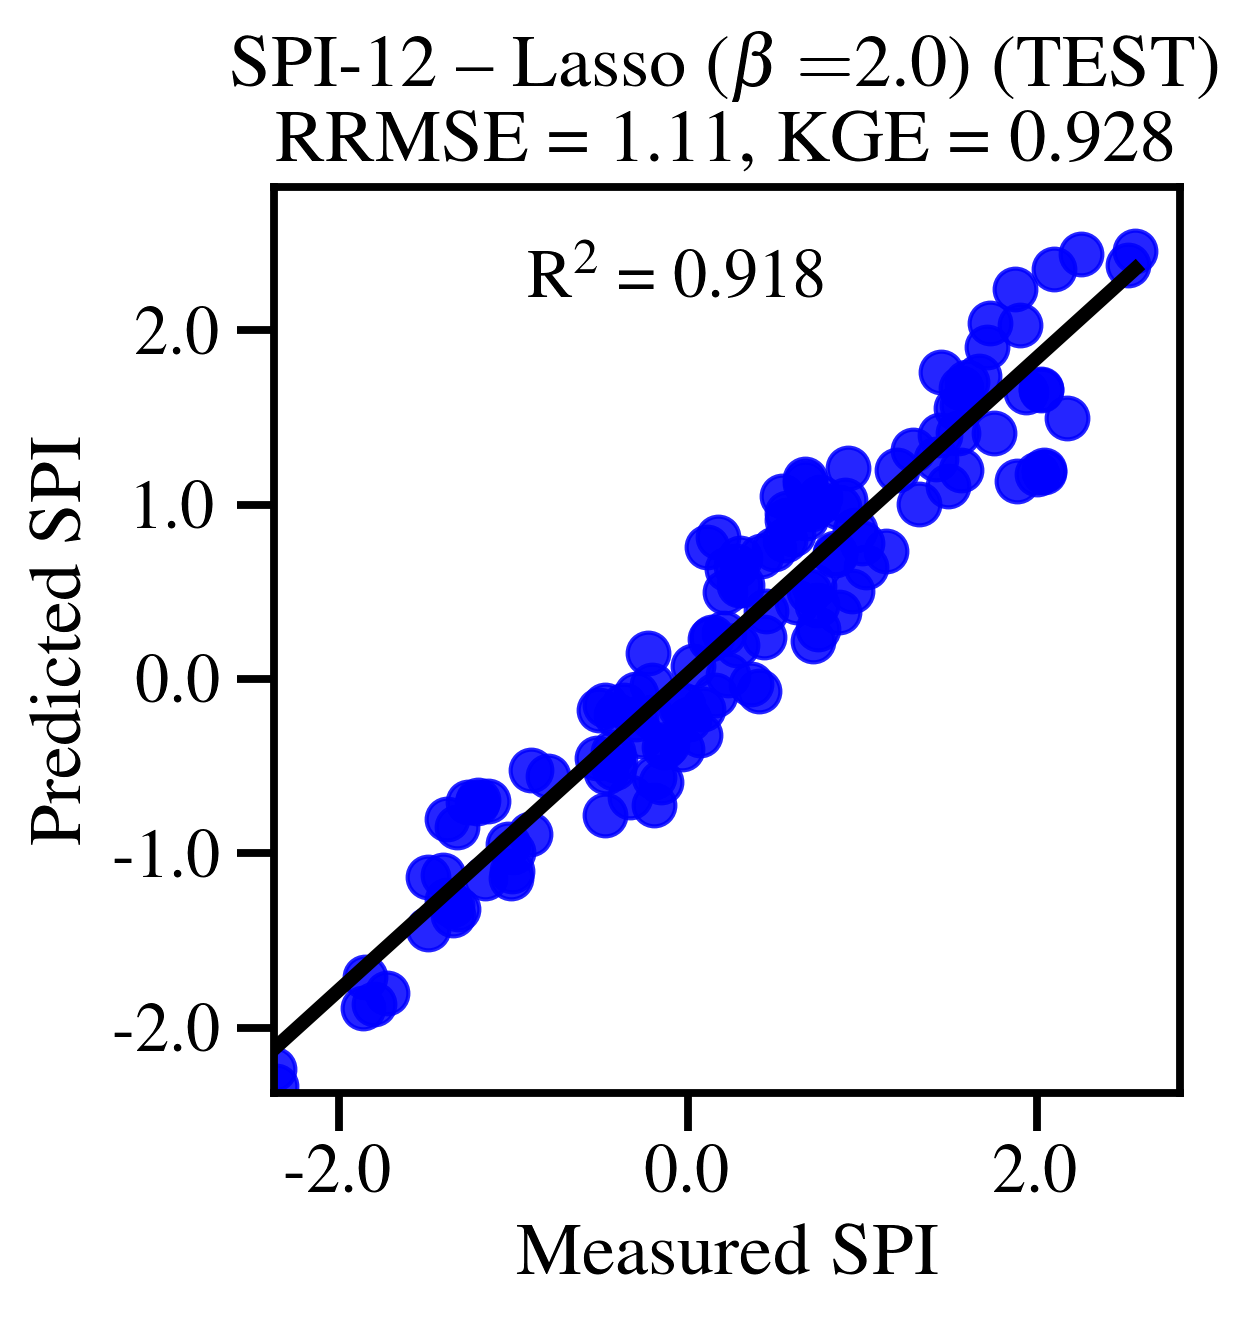 SPI-12 – Lasso (β =2.0) (TEST)
RRMSE = 1.11, KGE = 0.928
R² = 0.918
2.0
1.0
0.0
-1.0
-2.0
Predicted SPI
-2.0
0.0
2.0
Measured SPI